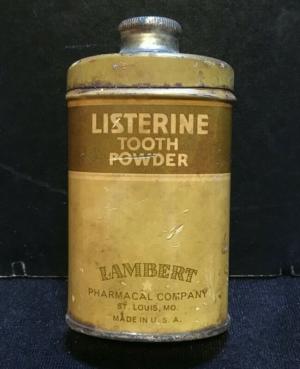 LISTERINE
TOOTH
POWDER
LAMBERT
PHARMACAL COMPANY
ST. LOUIS, MO.
MADE IN U.S.A.